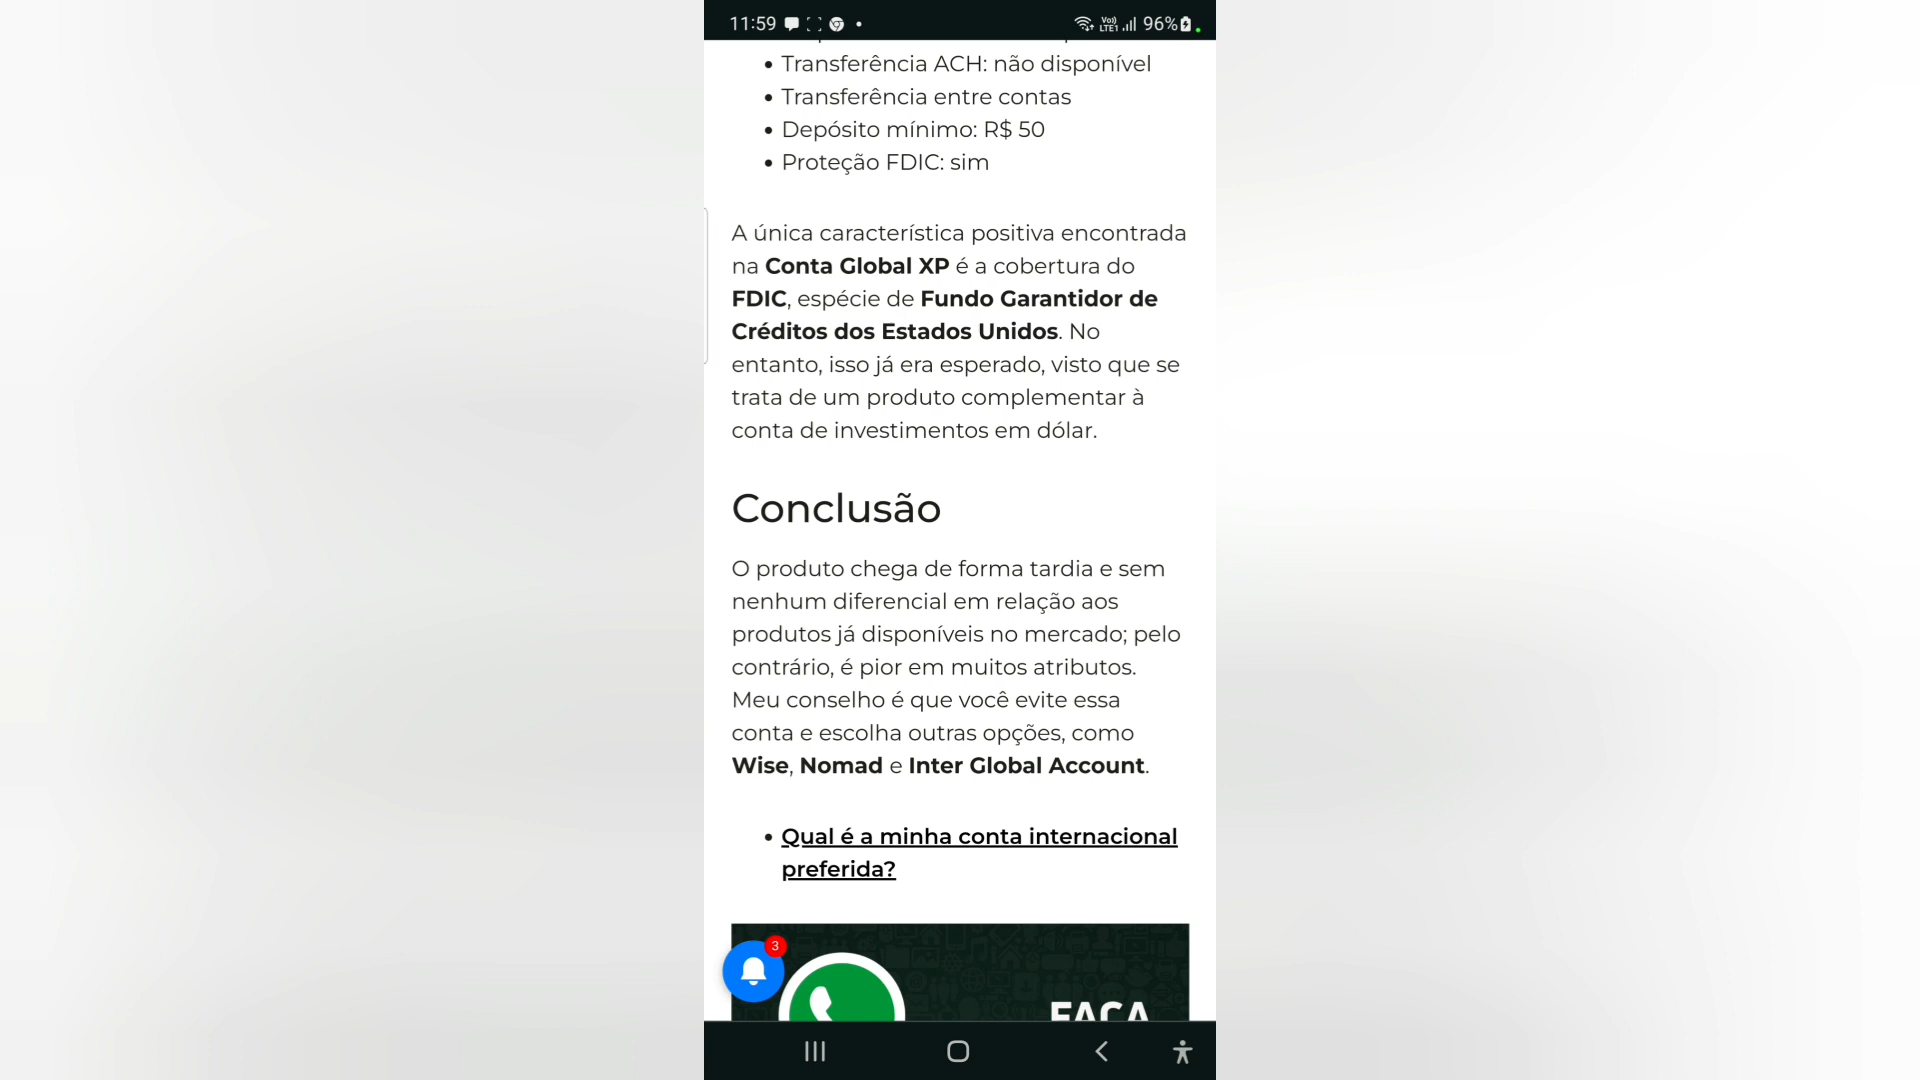 11:59
Vo))
LTE1
96%
Transferência ACH: não disponível
Transferência entre contas
Depósito mínimo: R$ 50
Proteção FDIC: sim
A única característica positiva encontrada
na Conta Global XP é a cobertura do
FDIC, espécie de Fundo Garantidor de
Créditos dos Estados Unidos. No
entanto, isso já era esperado, visto que se
trata de um produto complementar à
conta de investimentos em dólar.
Conclusão
O produto chega de forma tardia e sem
nenhum diferencial em relação aos
produtos já disponíveis no mercado; pelo
contrário, é pior em muitos atributos.
Meu conselho é que você evite essa
conta e escolha outras opções, como
Wise, Nomad e Inter Global Account.
Qual é a minha conta internacional
preferida?
3
FAÇA